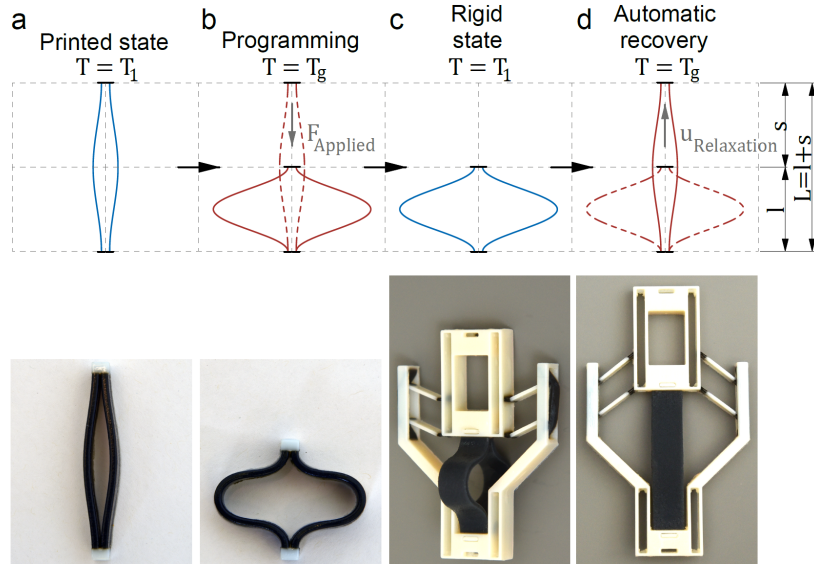 a
Printed state
T = T1
b
Programming
T = Tg
c
Rigid
state
T = T1
d
Automatic
recovery
T = Tg
FApplied
uRelaxation
s
l
L=l+s